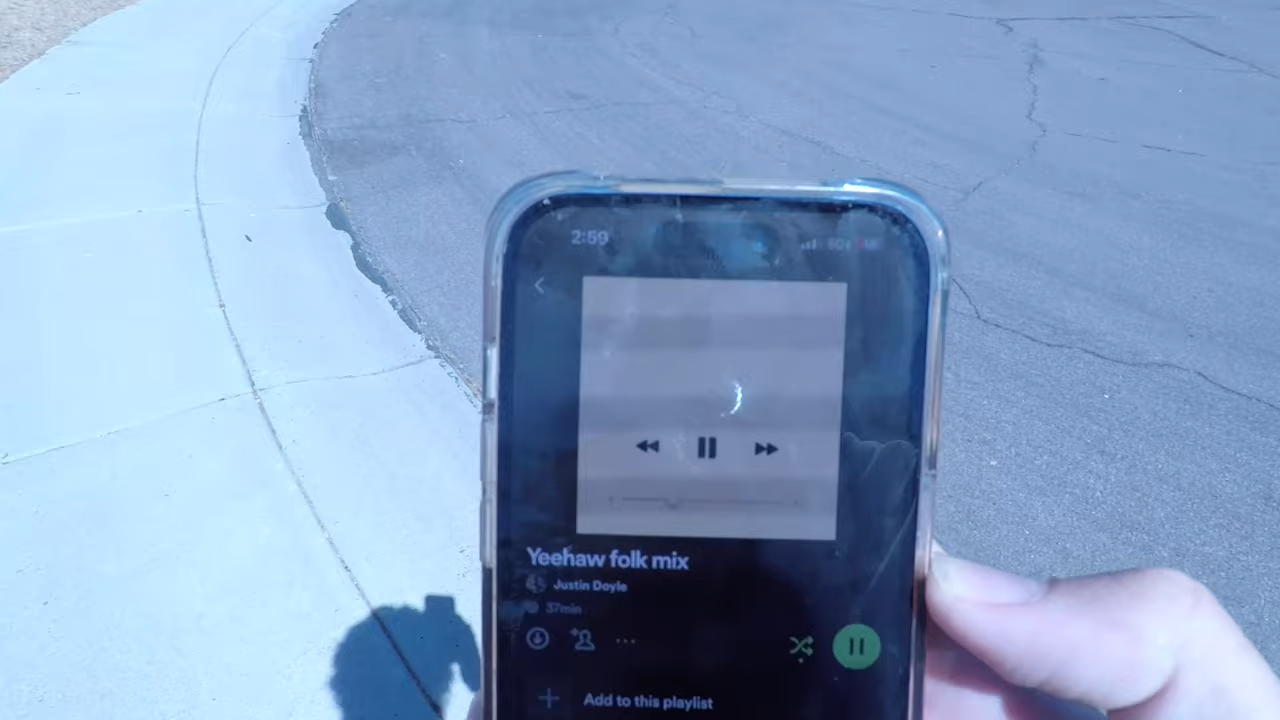 2:59
Yeehaw folk mix
Justin Doyle
37min
Add to this playlist